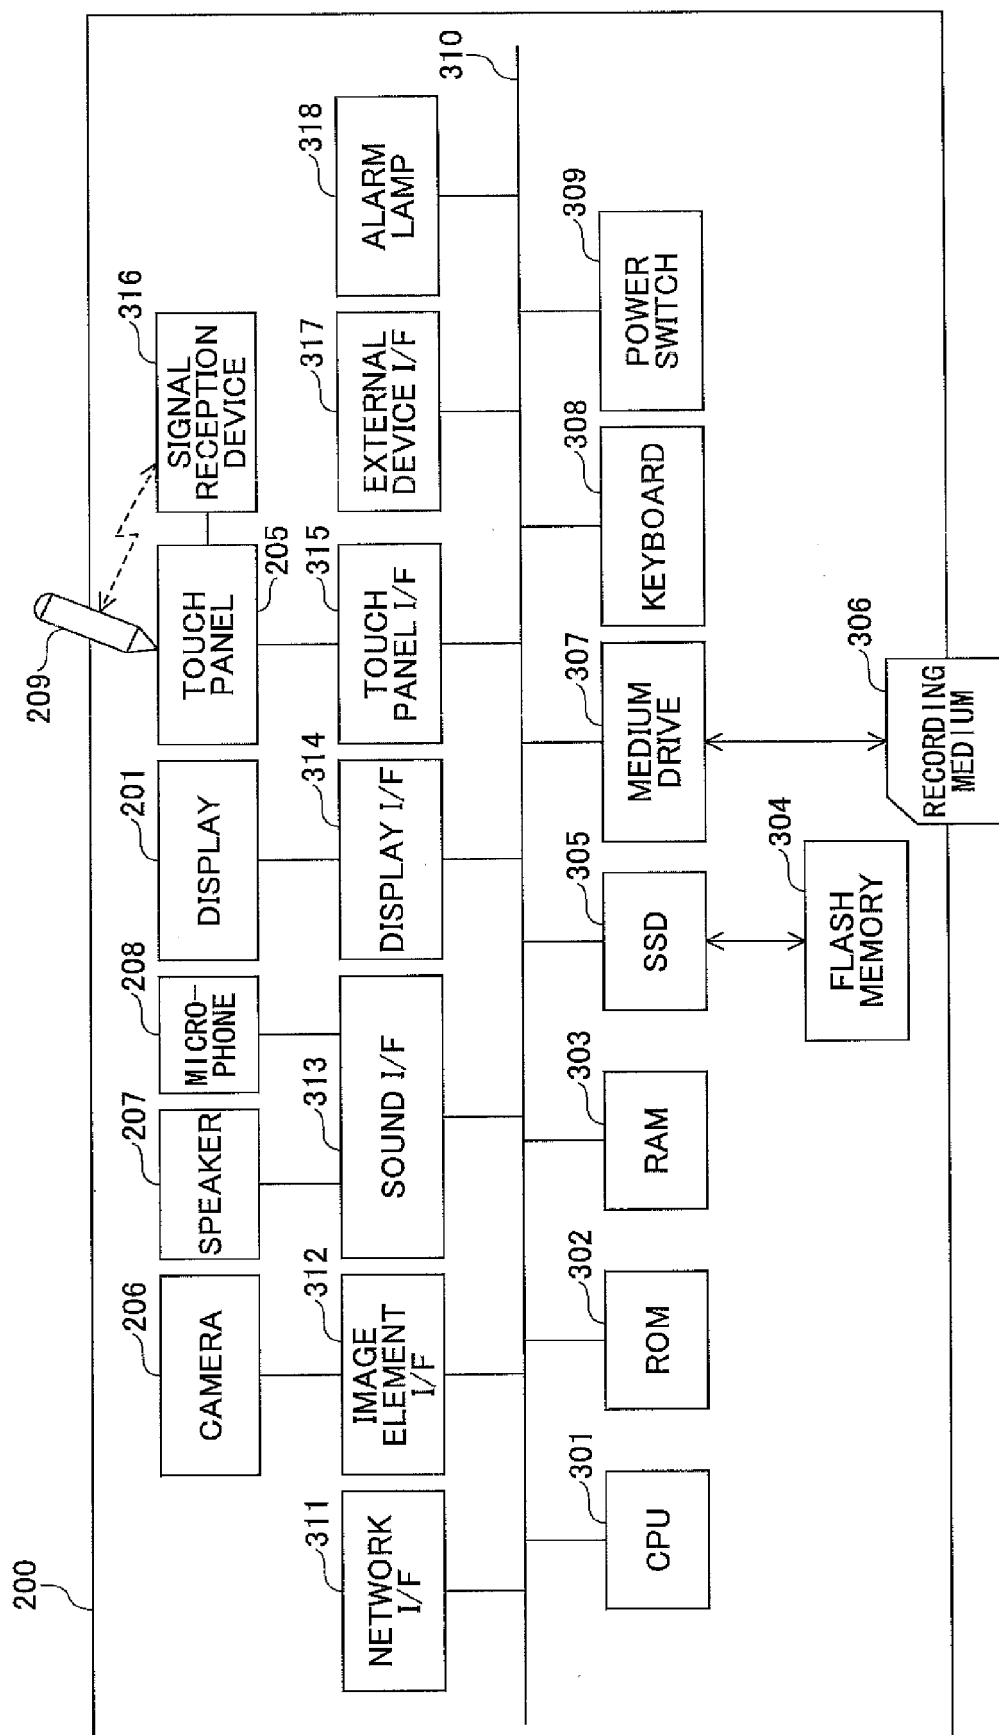 200
209
206
CAMERA
207
SPEAKER
208
MICRO-
PHONE
201
DISPLAY
TOUCH
PANEL
205
316
SIGNAL
RECEPTION
DEVICE
311
NETWORK
I/F
312
IMAGE
ELEMENT
I/F
313
SOUND I/F
314
DISPLAY I/F
315
TOUCH
PANEL I/F
317
EXTERNAL
DEVICE I/F
318
ALARM
LAMP
310
301
CPU
302
ROM
303
RAM
305
SSD
307
MEDIUM
DRIVE
308
KEYBOARD
309
POWER
SWITCH
304
FLASH
MEMORY
306
RECORDING
MEDIUM